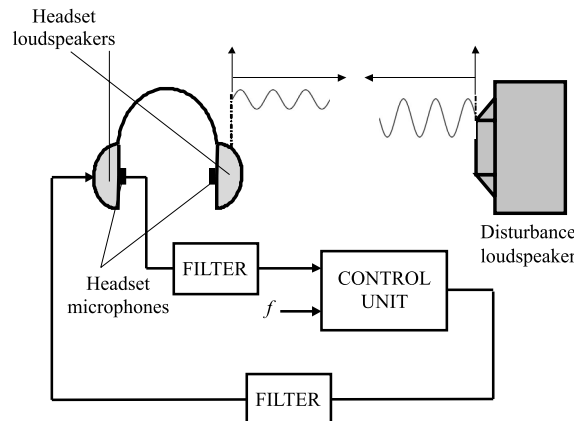 Headset
loudspeakers
Disturbance
loudspeaker
Headset
microphones
FILTER
CONTROL
UNIT
f
FILTER